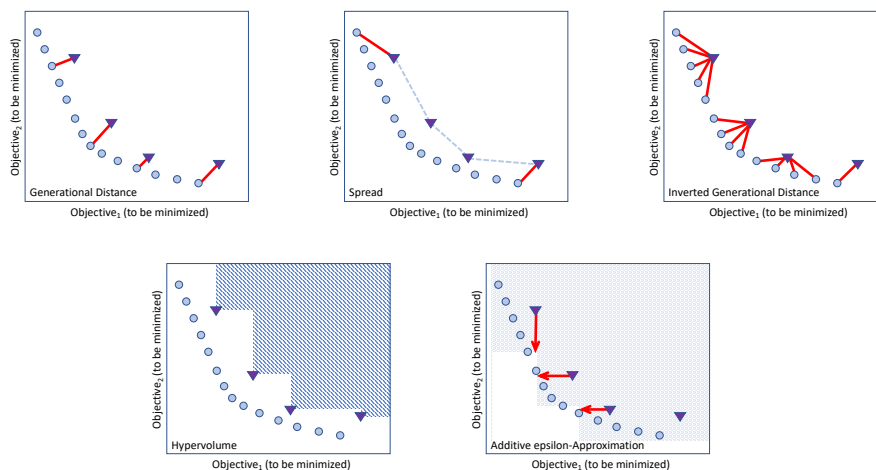 Objective₂ (to be minimized)
Generational Distance
Objective₁ (to be minimized)
Objective₂ (to be minimized)
Spread
Objective₁ (to be minimized)
Objective₂ (to be minimized)
Inverted Generational Distance
Objective₁ (to be minimized)
Objective₂ (to be minimized)
Hypervolume
Objective₁ (to be minimized)
Objective₂ (to be minimized)
Additive epsilon-Approximation
Objective₁ (to be minimized)